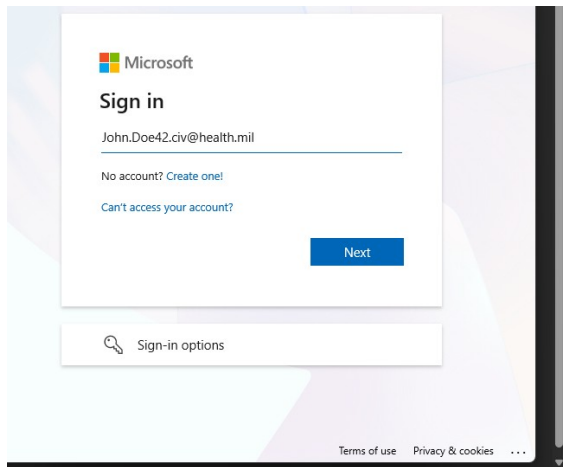 Microsoft
Sign in
John.Doe42.civ@health.mil
No account? Create one!
Can't access your account?
Next
Sign-in options
Terms of use Privacy & cookies ...